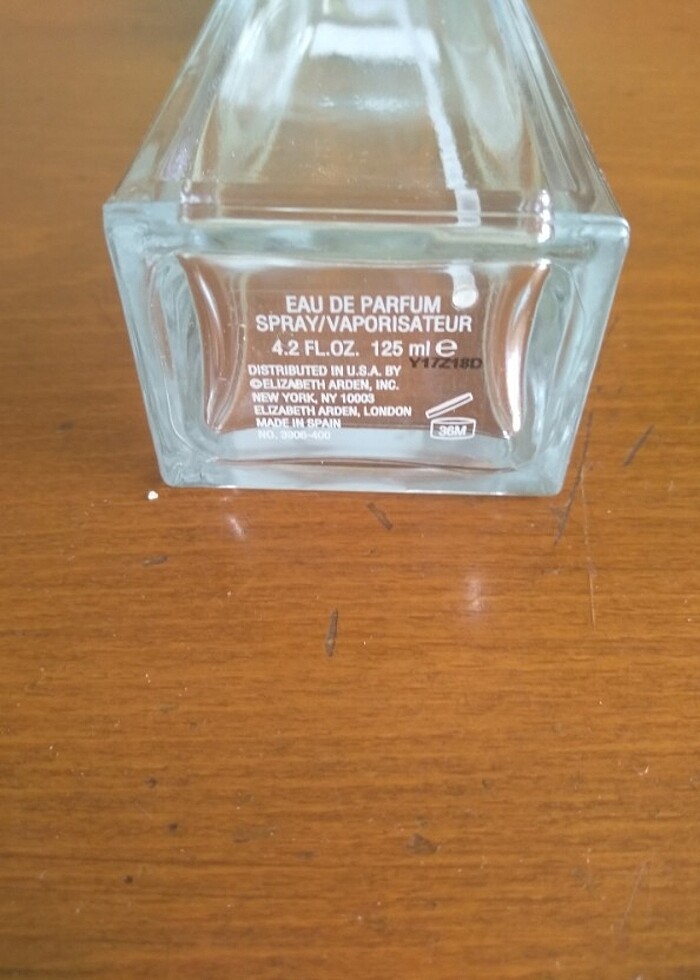 EAU DE PARFUM
SPRAY/VAPORISATEUR
4.2 FL.OZ. 125 ml e
Y17Z18D
DISTRIBUTED IN U.S.A. BY
©ELIZABETH ARDEN, INC.
NEW YORK, NY 10003
ELIZABETH ARDEN, LONDON
MADE IN SPAIN
36M